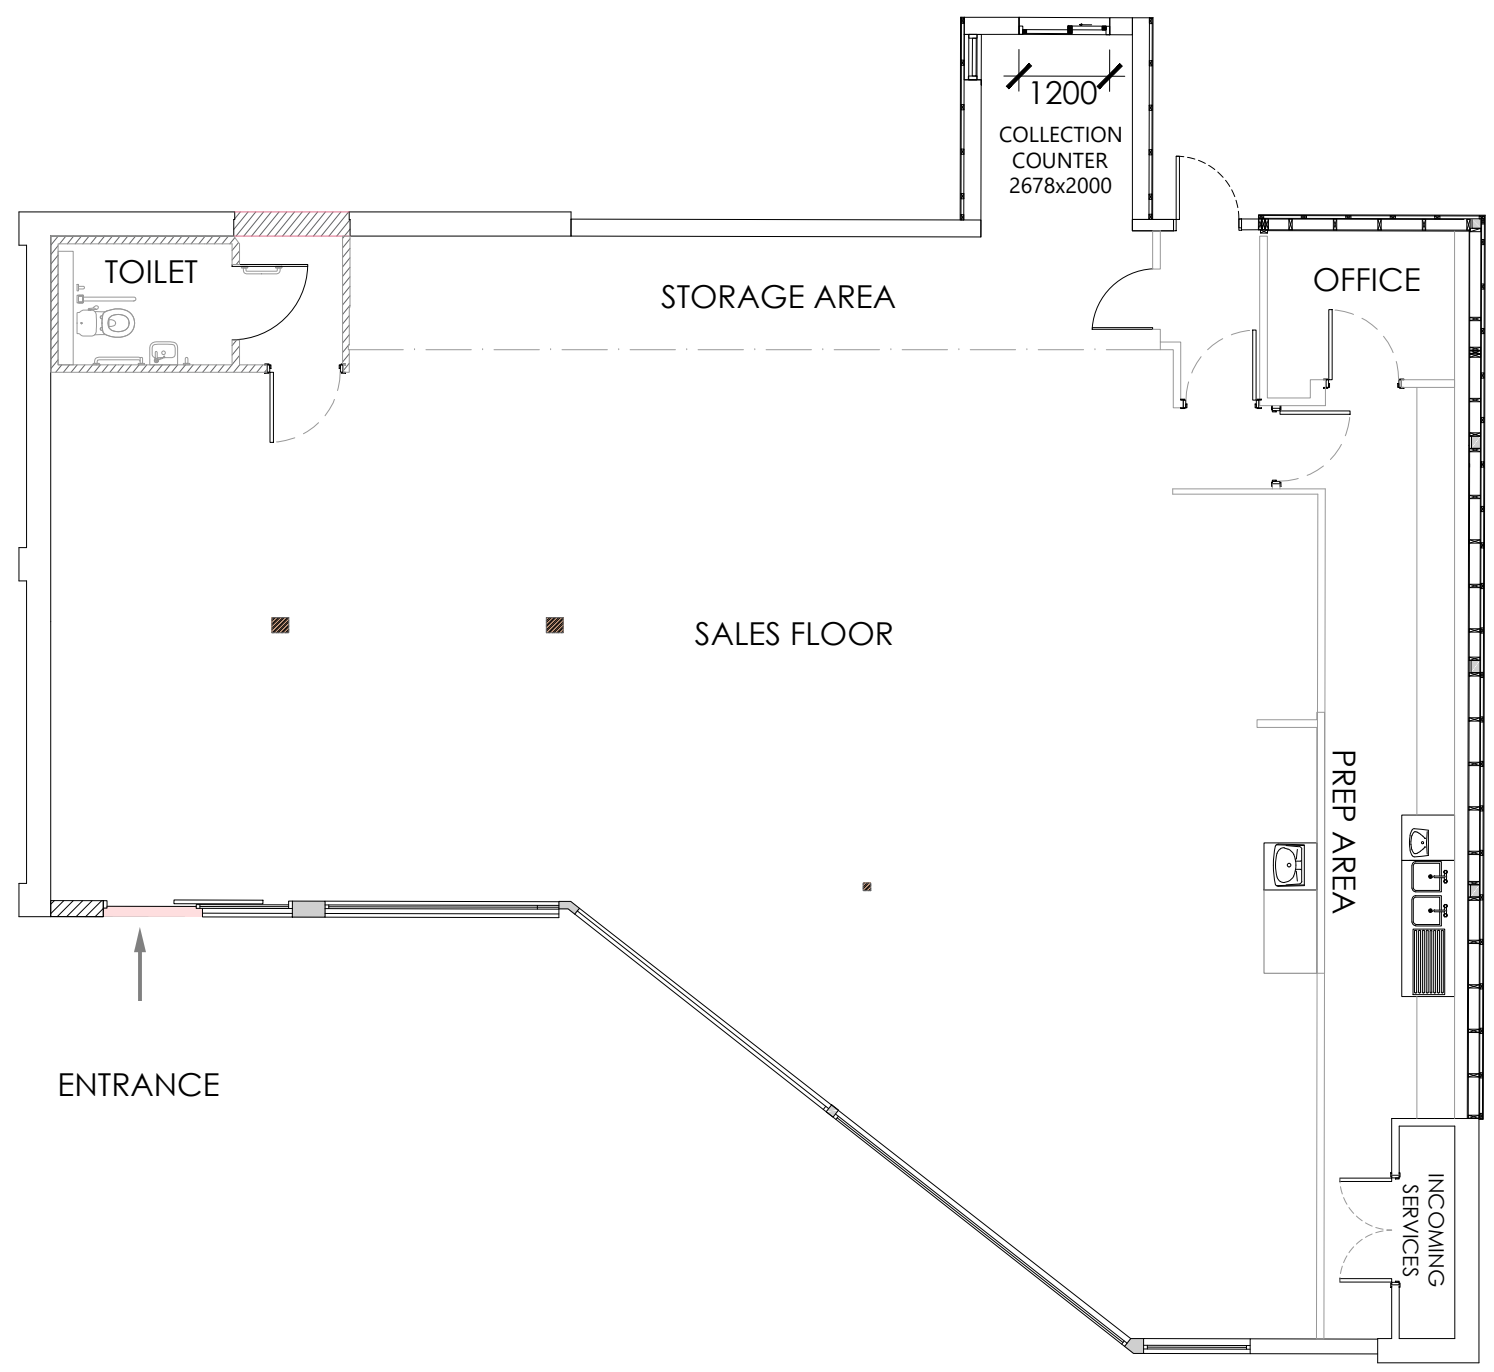 1200
COLLECTION
COUNTER
2678x2000
TOILET
STORAGE AREA
OFFICE
SALES FLOOR
PREP AREA
ENTRANCE
INCOMING
SERVICES